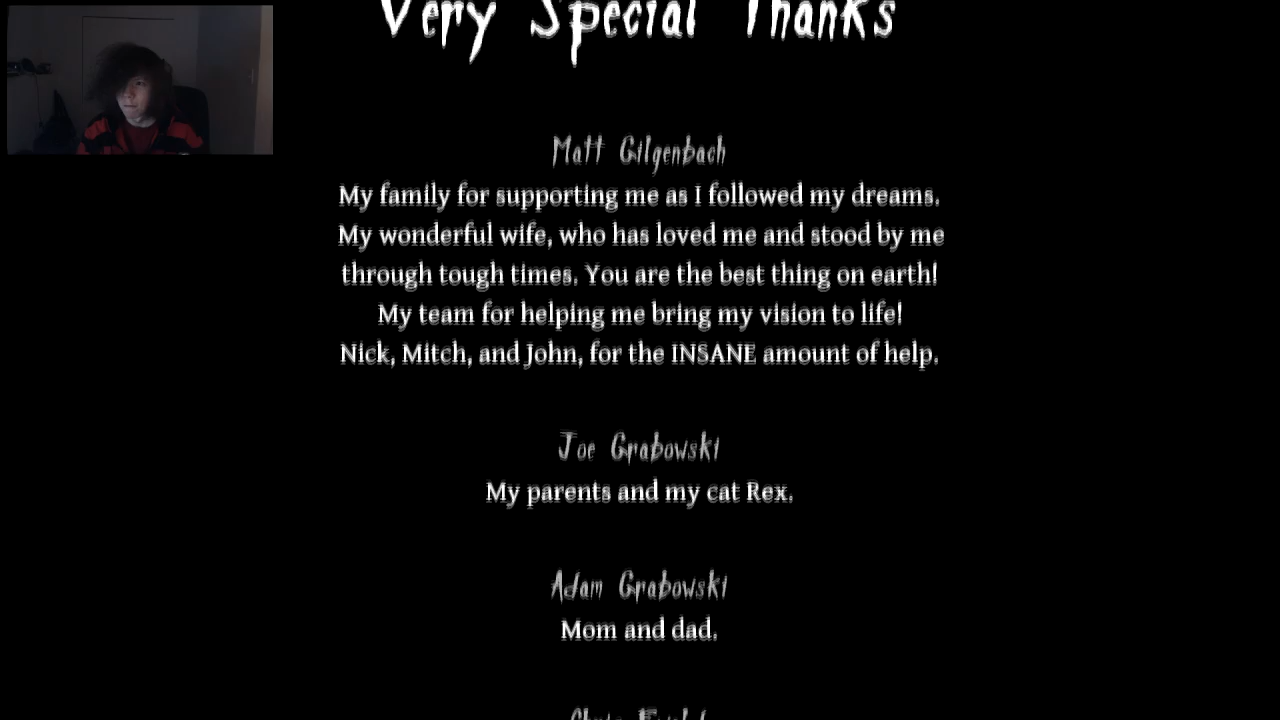 Very Special Thanks
Matt Gilgenbach
My family for supporting me as I followed my dreams.
My wonderful wife, who has loved me and stood by me
through tough times. You are the best thing on earth!
My team for helping me bring my vision to life!
Nick, Mitch, and John, for the INSANE amount of help.
Joe Grabowski
My parents and my cat Rex.
Adam Grabowski
Mom and dad.